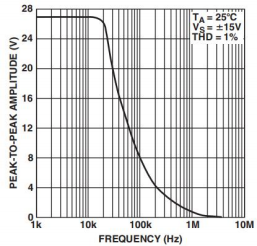 28
24
20
16
12
8
4
0
PEAK-TO-PEAK AMPLITUDE (V)
TA = 25°C
VS = ±15V
THD = 1%
1k 10k 100k 1M 10M
FREQUENCY (Hz)